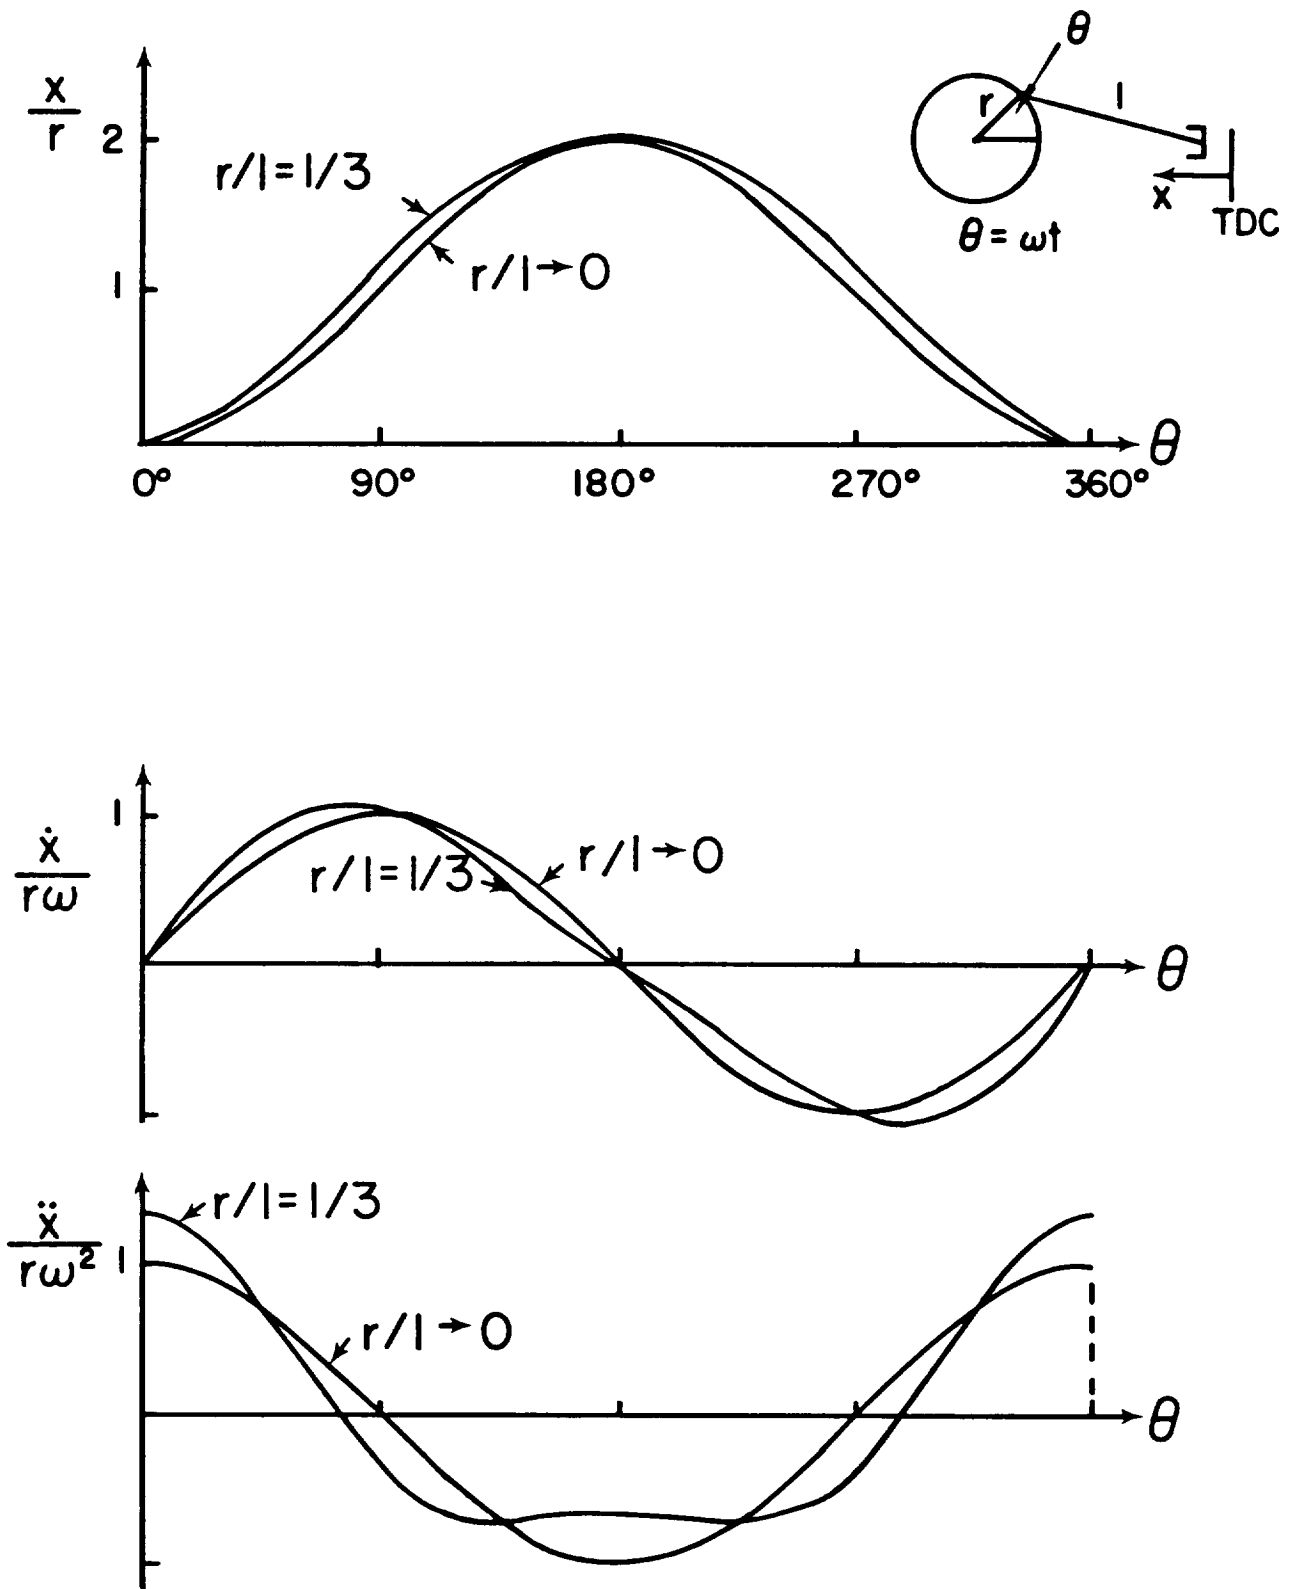 x/r
2
1
r/l = 1/3
r/l → 0
θ
0° 90° 180° 270° 360°
θ
r
l
x
TDC
θ = ωt
ẋ/rω
1
r/l = 1/3
r/l → 0
θ
ẍ/rω²
1
r/l = 1/3
r/l → 0
θ